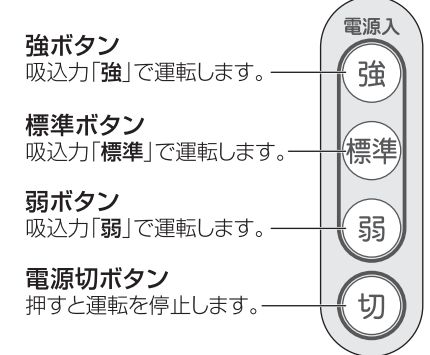 電源入
強ボタン
吸込力「強」で運転します。
強
標準ボタン
吸込力「標準」で運転します。
標準
弱ボタン
吸込力「弱」で運転します。
弱
電源切ボタン
押すと運転を停止します。
切